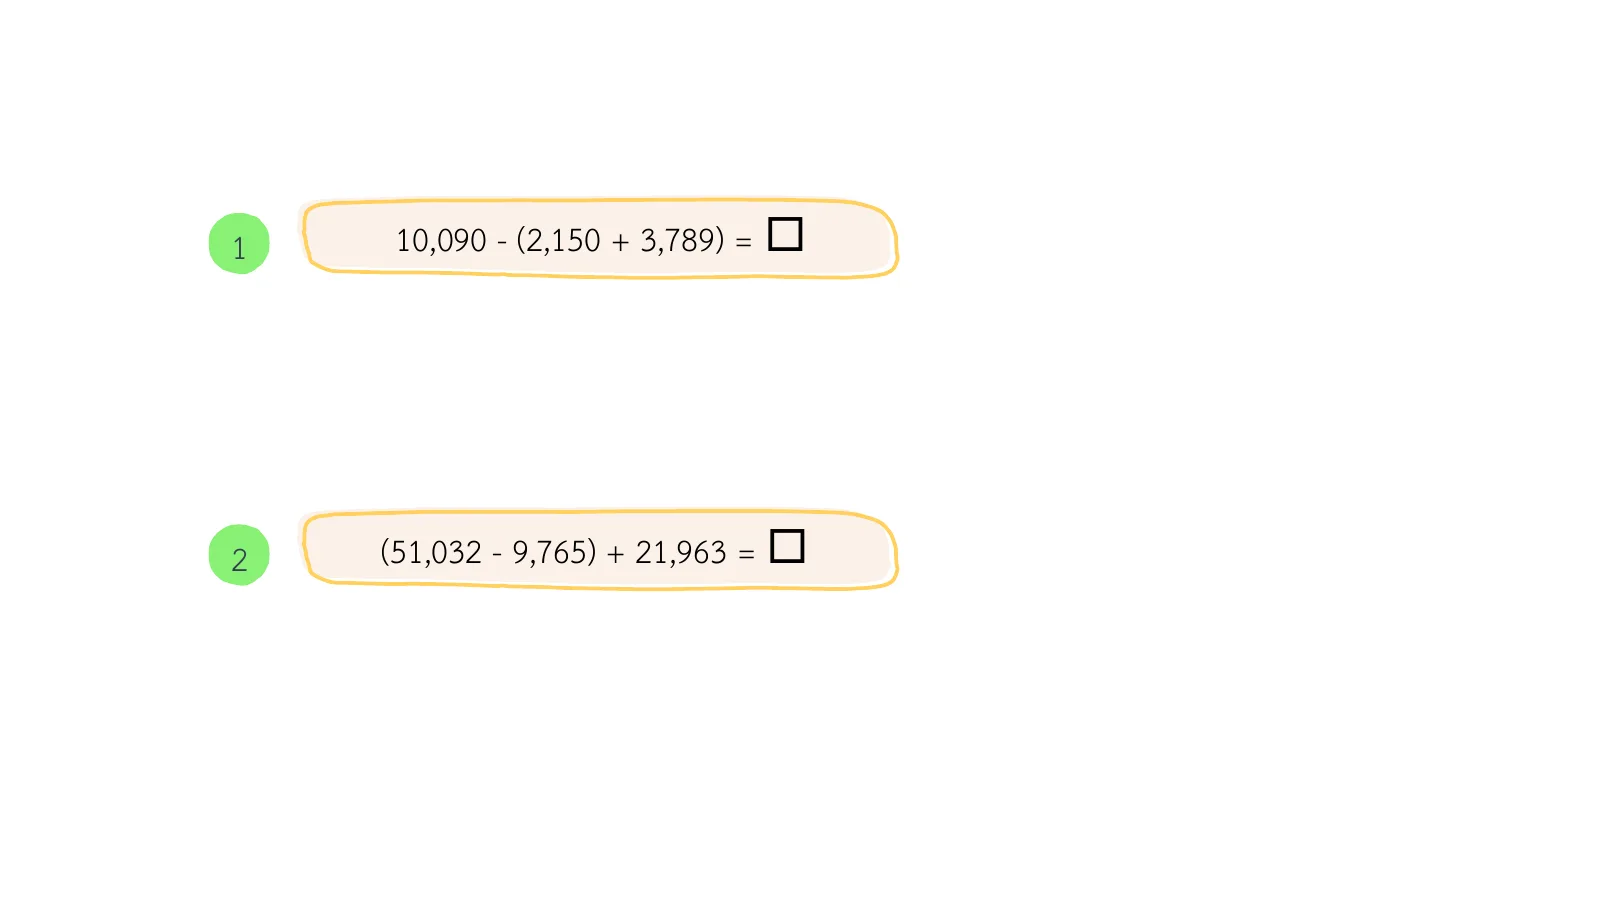 1
10,090 - (2,150 + 3,789) = □
2
(51,032 - 9,765) + 21,963 = □